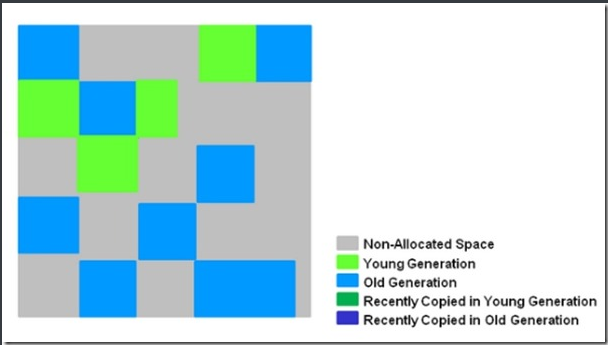 Non-Allocated Space
Young Generation
Old Generation
Recently Copied in Young Generation
Recently Copied in Old Generation